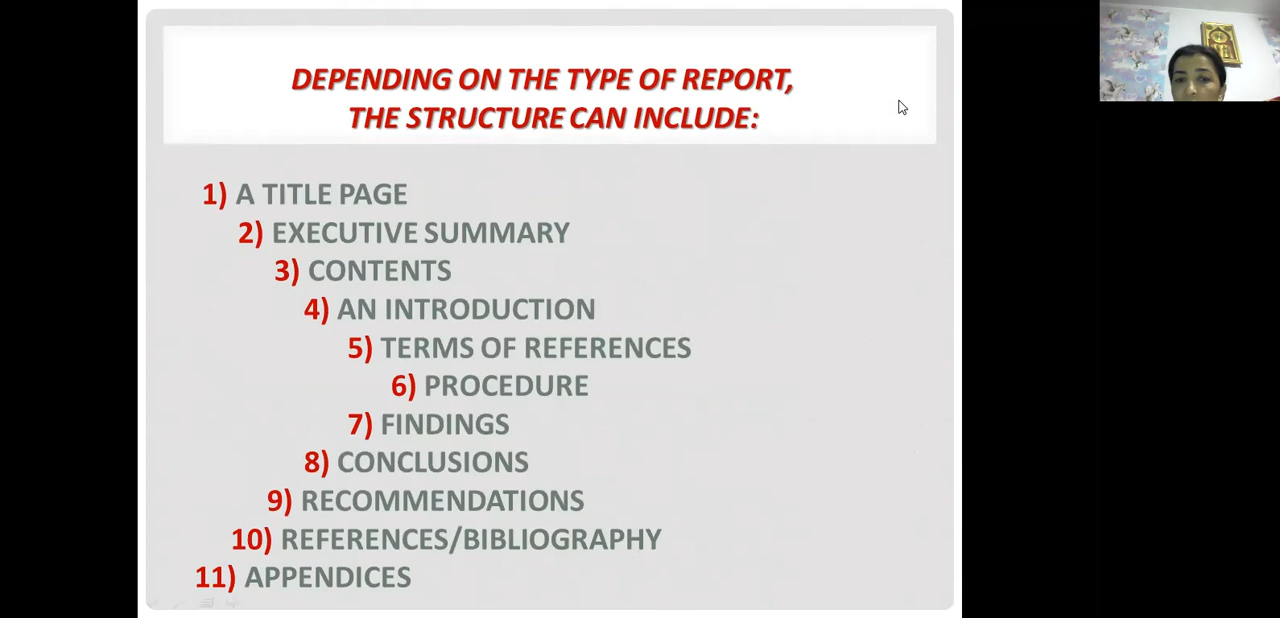 DEPENDING ON THE TYPE OF REPORT,
THE STRUCTURE CAN INCLUDE:
1) A TITLE PAGE
2) EXECUTIVE SUMMARY
3) CONTENTS
4) AN INTRODUCTION
5) TERMS OF REFERENCES
6) PROCEDURE
7) FINDINGS
8) CONCLUSIONS
9) RECOMMENDATIONS
10) REFERENCES/BIBLIOGRAPHY
11) APPENDICES